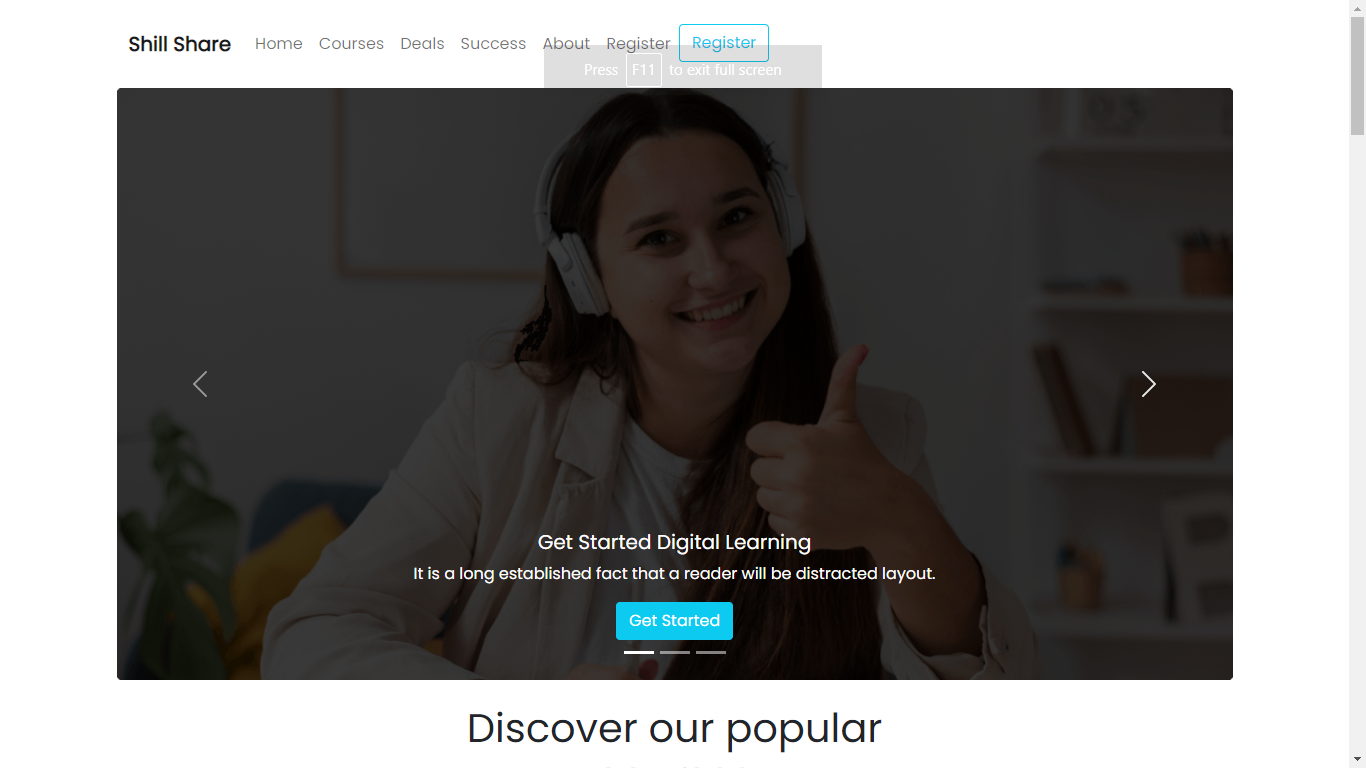 Shill Share Home Courses Deals Success About Register Register
Press F11 to exit full screen
Get Started Digital Learning
It is a long established fact that a reader will be distracted layout.
Get Started
Discover our popular